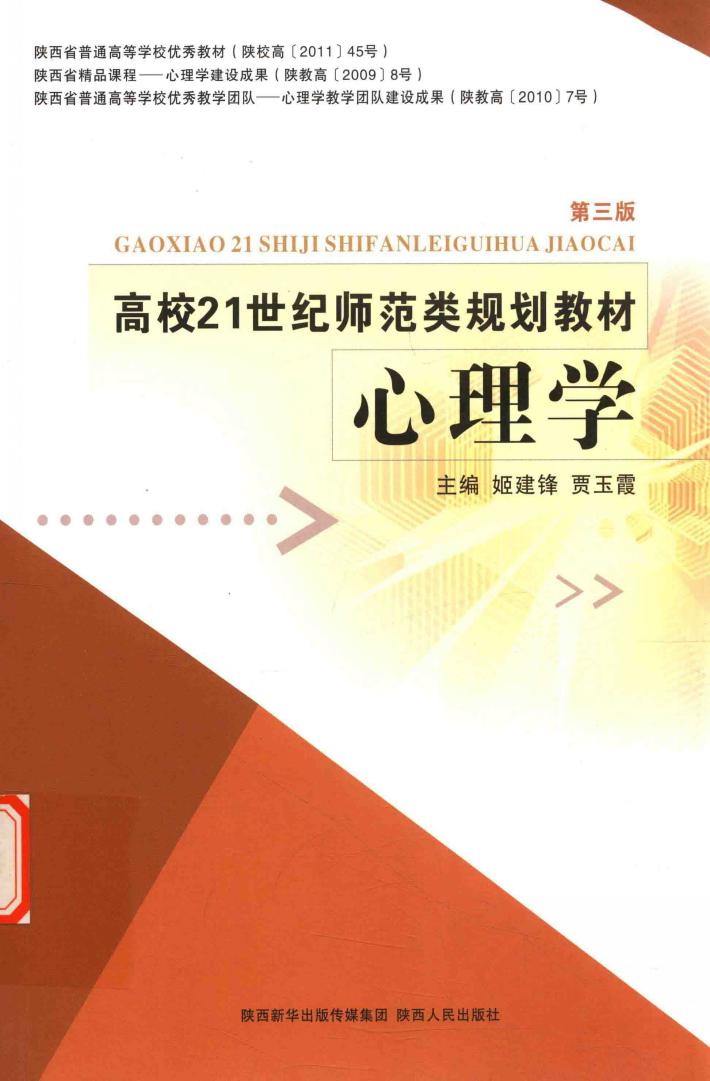 陕西省普通高等学校优秀教材（陕校高〔2011〕45号）
陕西省精品课程——心理学建设成果（陕教高〔2009〕8号）
陕西省普通高等学校优秀教学团队——心理学教学团队建设成果（陕教高〔2010〕7号）
第三版
GAOXIAO 21 SHIJI SHIFANLEIGUIHUA JIAOCAI
高校21世纪师范类规划教材
心理学
主编 姬建锋 贾玉霞
陕西新华出版传媒集团 陕西人民出版社